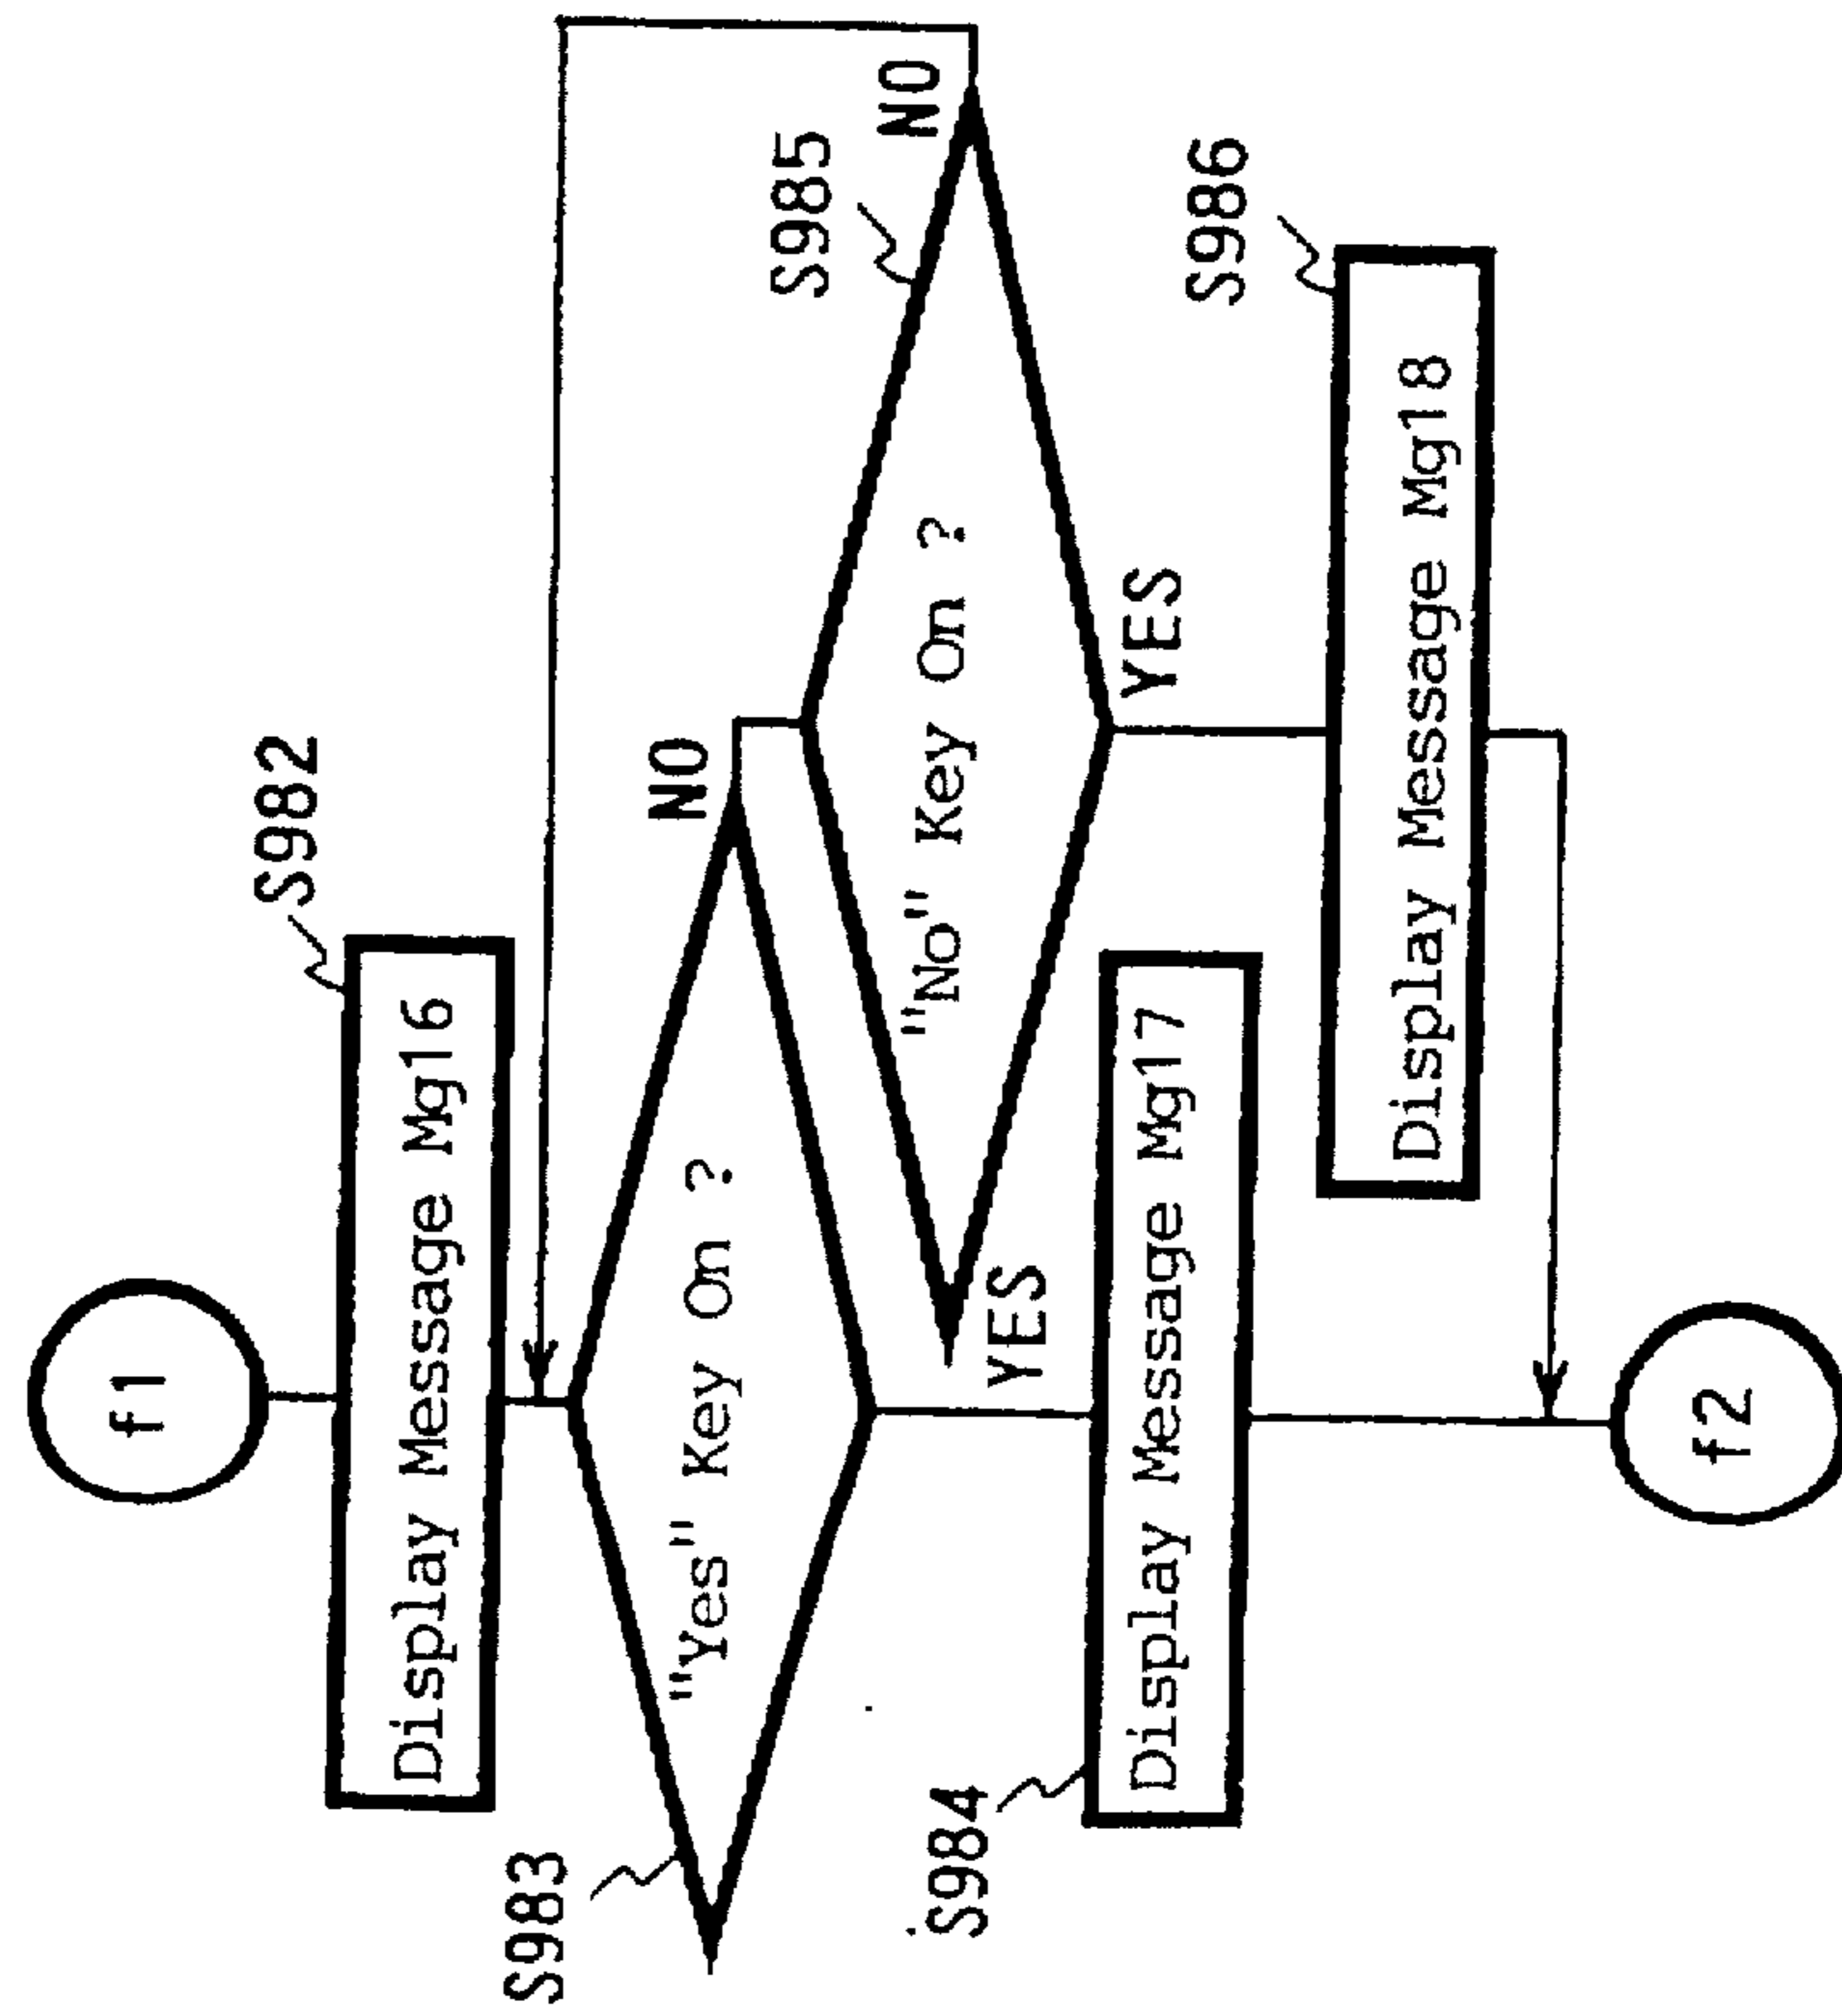 f1
S982
Display Message Mg16
S983
"Yes" Key On ?
NO
S985
"No" Key On ?
NO
YES
S984
Display Message Mg17
YES
S986
Display Message Mg18
f2